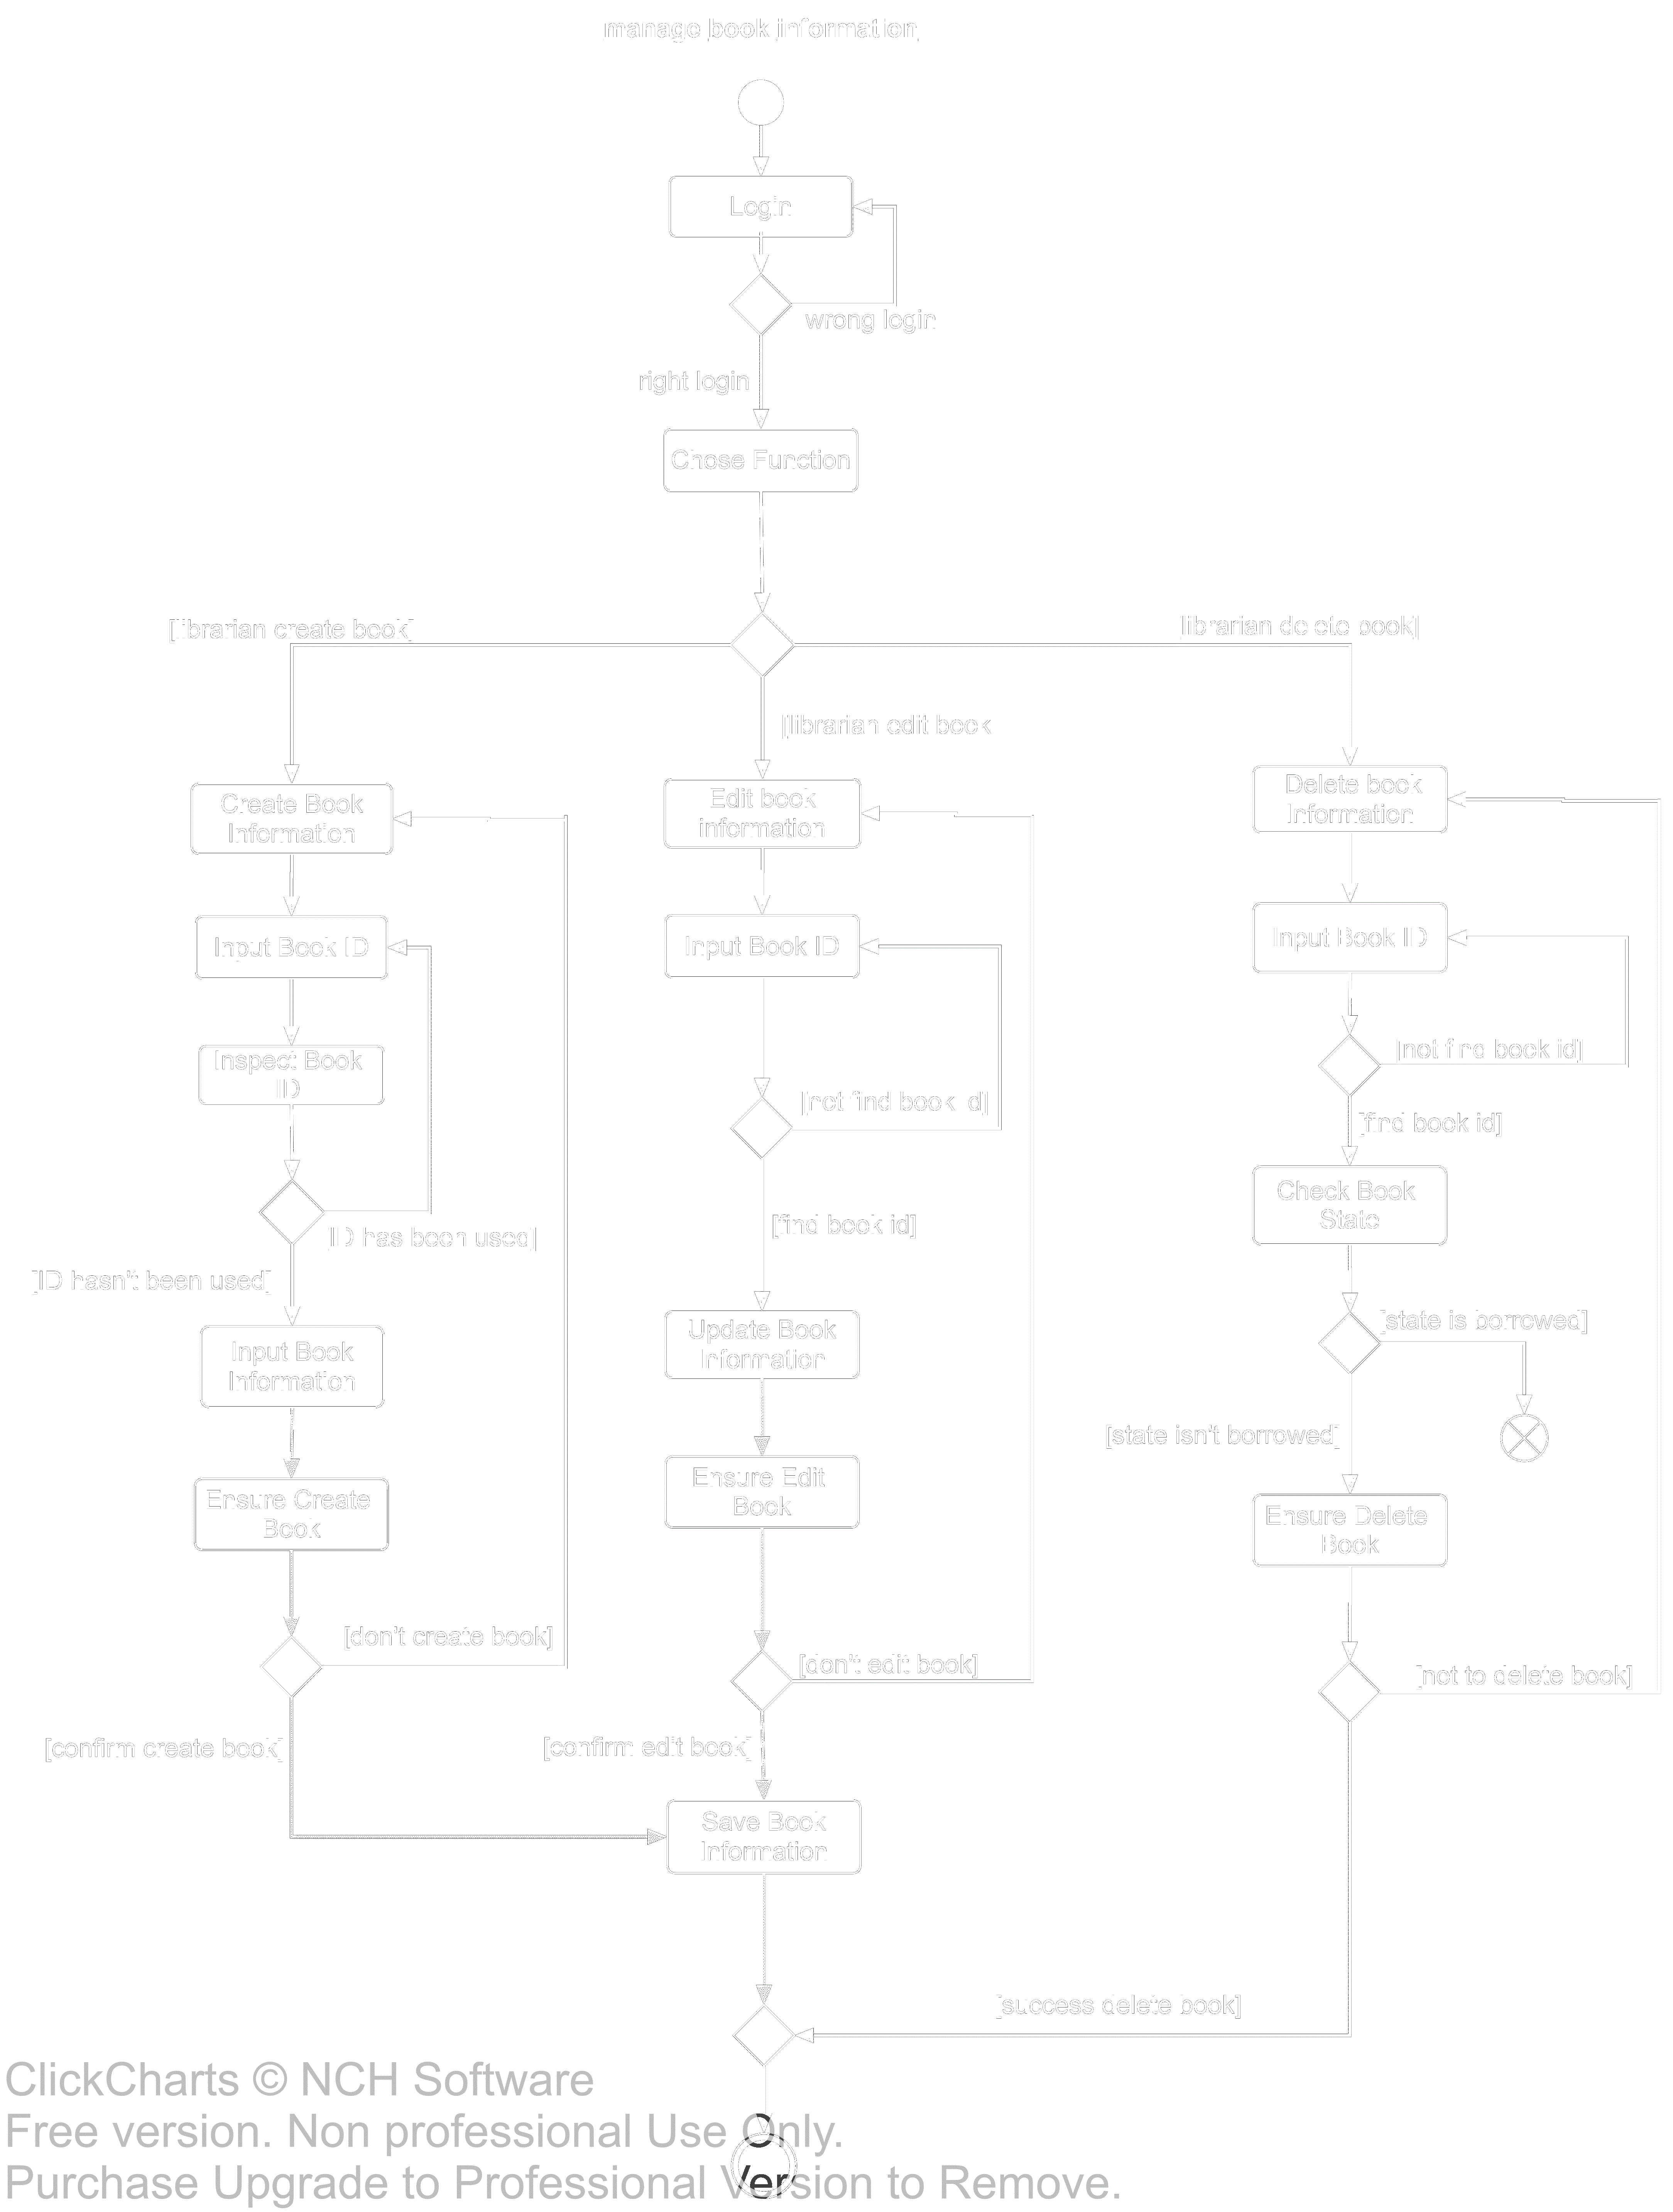 manage book information
Login
wrong login
right login
Chose Function
[librarian create book]
[librarian delete book]
[librarian edit book
Create Book
Information
Edit book
information
Delete book
Information
Input Book ID
Input Book ID
Input Book ID
Inspect Book
ID
[not find book id]
[not find book id]
[find book id]
Check Book
State
[find book id]
[ID has been used]
[ID hasn't been used]
Update Book
Information
[state is borrowed]
Input Book
Information
[state isn't borrowed]
Ensure Edit
Book
Ensure Create
Book
Ensure Delete
Book
[don't create book]
[don't edit book]
[not to delete book]
[confirm create book]
[confirm edit book]
Save Book
Information
[success delete book]
ClickCharts © NCH Software
Free version. Non professional Use Only.
Purchase Upgrade to Professional Version to Remove.